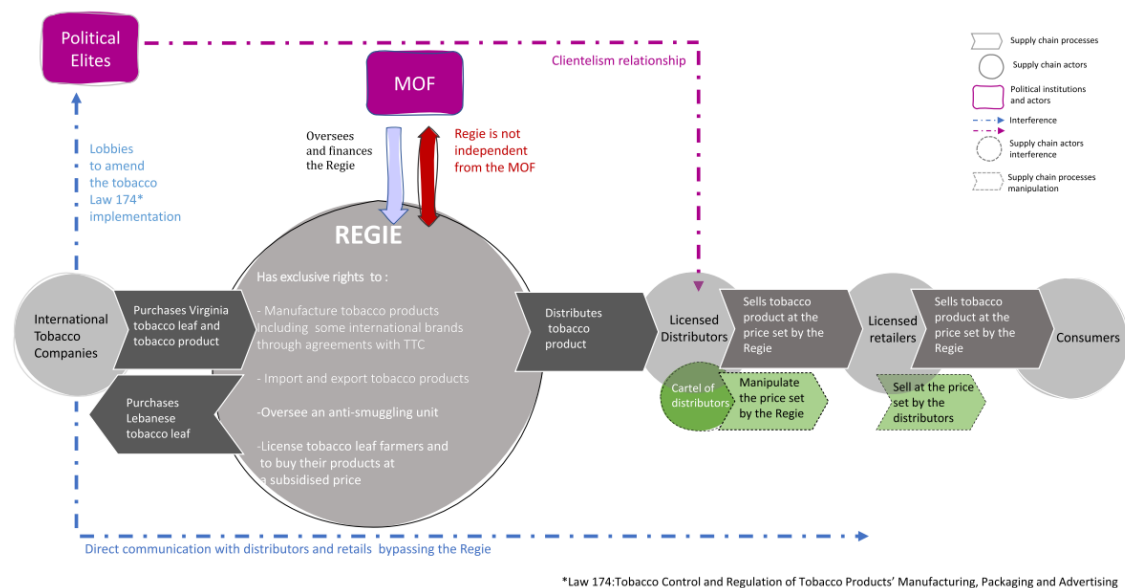 Political
Elites
MOF
Clientelism relationship
Oversees
and finances
the Regie
Regie is not
independent
from the MOF
Lobbies
to amend
the tobacco
Law 174*
implementation
Supply chain processes
Supply chain actors
Political institutions
and actors
Interference
Supply chain actors
interference
Supply chain processes
manipulation
REGIE
Has exclusive rights to :
- Manufacture tobacco products
Including some international brands
through agreements with TTC
- Import and export tobacco products
-Oversee an anti-smuggling unit
-License tobacco leaf farmers and
to buy their products at
a subsidised price
International
Tobacco
Companies
Purchases Virginia
tobacco leaf and
tobacco product
Purchases
Lebanese
tobacco leaf
Distributes
tobacco
product
Licensed
Distributors
Sells tobacco
product at the
price set by the
Regie
Licensed
retailers
Sells tobacco
product at the
price set by the
Regie
Consumers
Cartel of
distributors
Manipulate
the price set
by the Regie
Sell at the price
set by the
distributors
Direct communication with distributors and retails bypassing the Regie
*Law 174:Tobacco Control and Regulation of Tobacco Products' Manufacturing, Packaging and Advertising